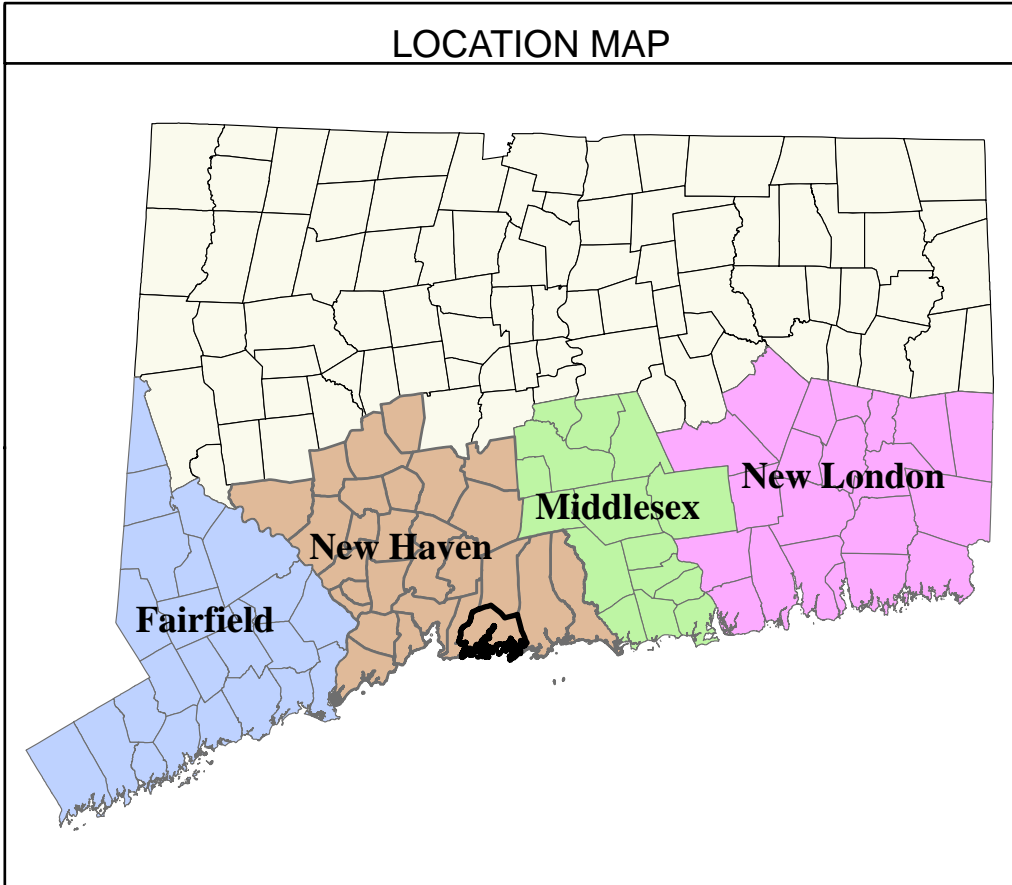 LOCATION MAP
New London
Middlesex
New Haven
Fairfield